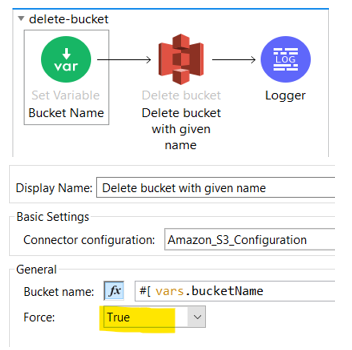 delete-bucket
var
LOG
Set Variable
Delete bucket
Logger
Bucket Name
Delete bucket
with given
name
Display Name: Delete bucket with given name
Basic Settings
Connector configuration: Amazon_S3_Configuration
General
Bucket name: fx #[ vars.bucketName
Force: True